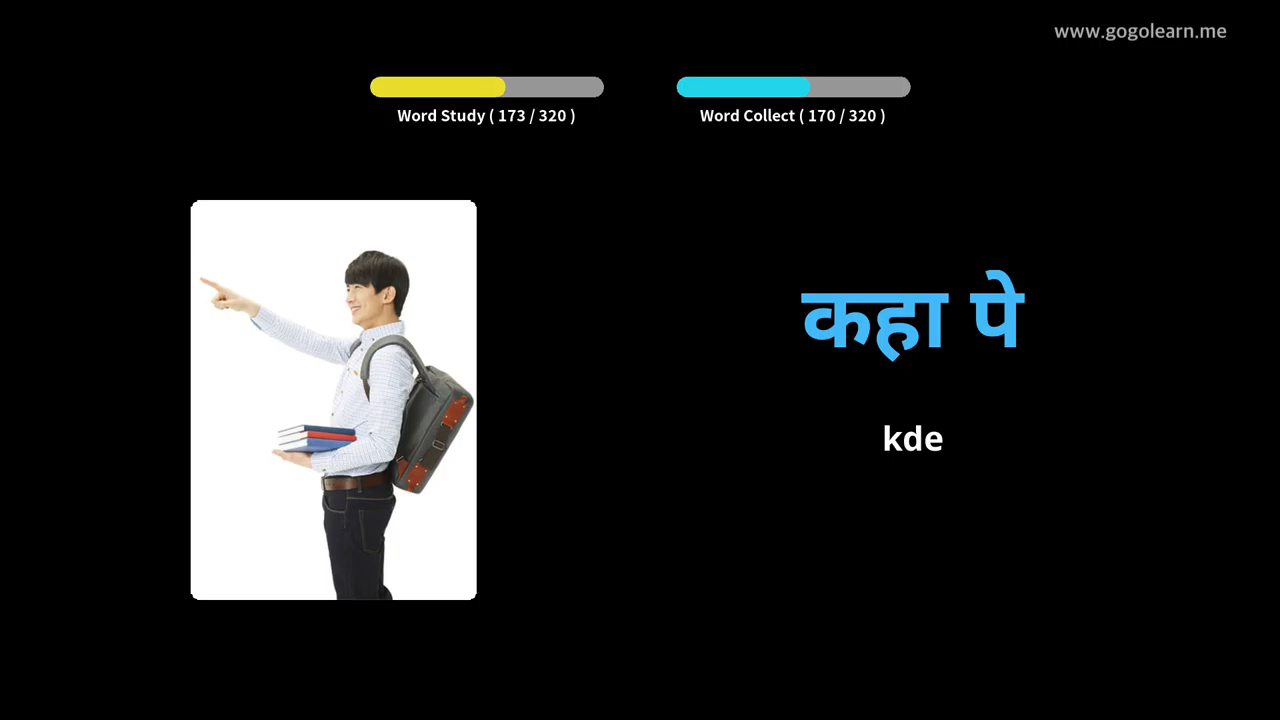 www.gogolearn.me
Word Study ( 173 / 320 )
Word Collect ( 170 / 320 )
कहा पे
kde